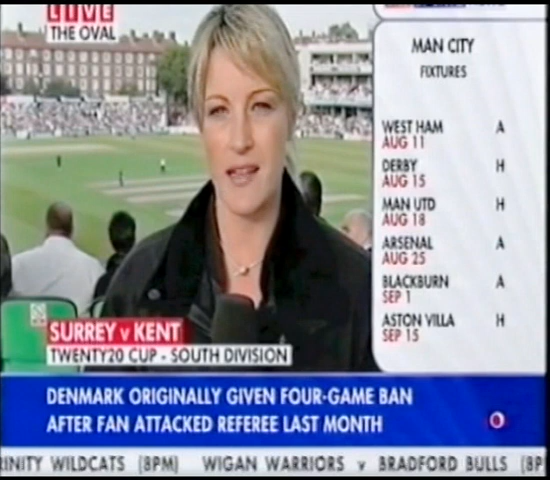 LIVE
THE OVAL
MAN CITY
FIXTURES
WEST HAM A
AUG 11
DERBY H
AUG 15
MAN UTD H
AUG 18
ARSENAL A
AUG 25
BLACKBURN A
SEP 1
ASTON VILLA H
SEP 15
SURREY v KENT
TWENTY20 CUP - SOUTH DIVISION
DENMARK ORIGINALLY GIVEN FOUR-GAME BAN
AFTER FAN ATTACKED REFEREE LAST MONTH
INITY WILDCATS (8PM) WIGAN WARRIORS v BRADFORD BULLS (8P